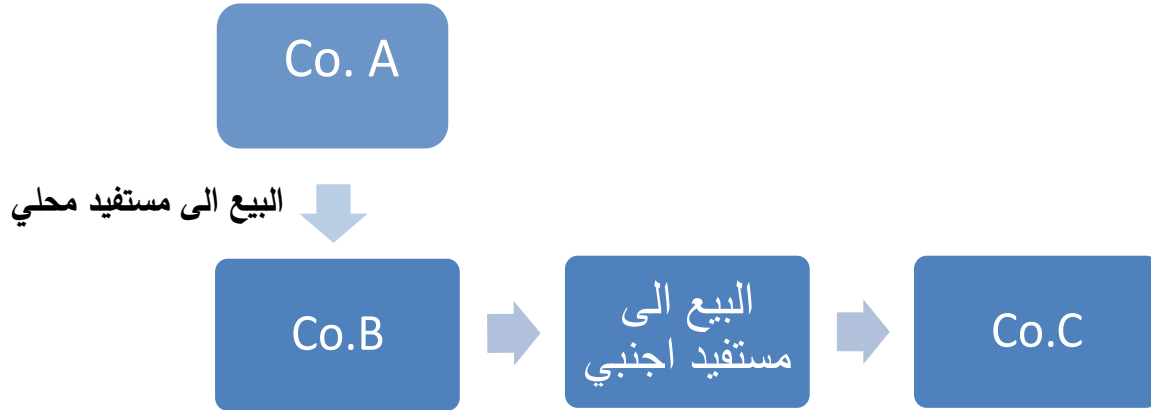 Co. A
البيع الى مستفيد محلي
Co.B
البيع الى
مستفيد اجنبي
Co.C